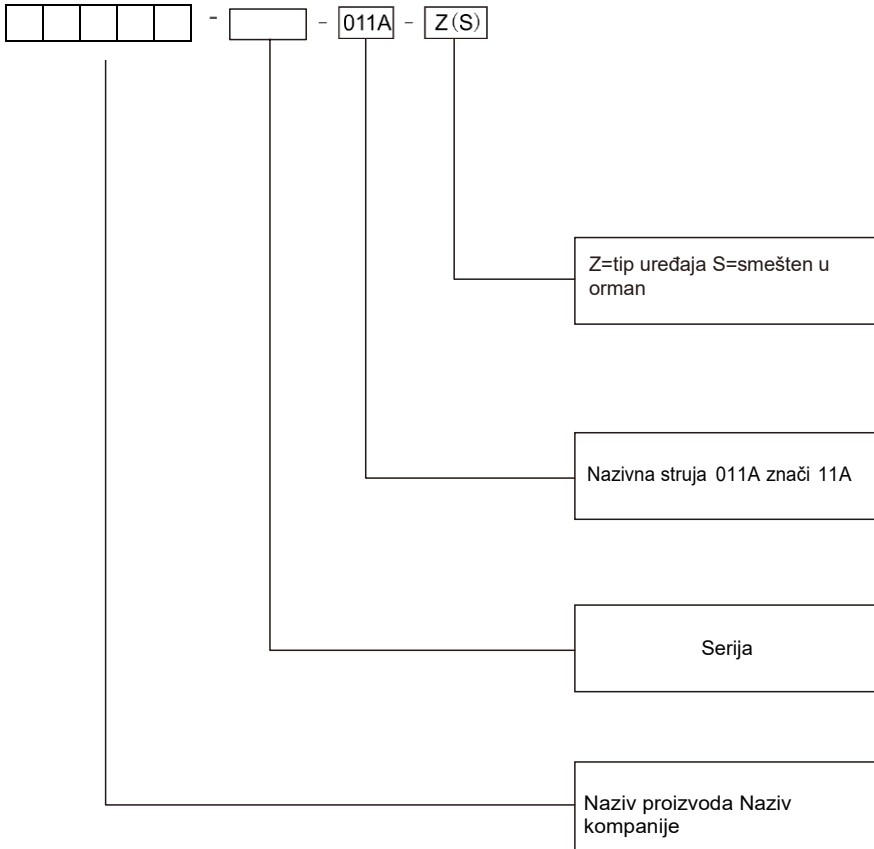 - - 011A - Z(S)
Z=tip uređaja S=smešten u
orman
Nazivna struja 011A znači 11A
Serija
Naziv proizvoda Naziv
kompanije